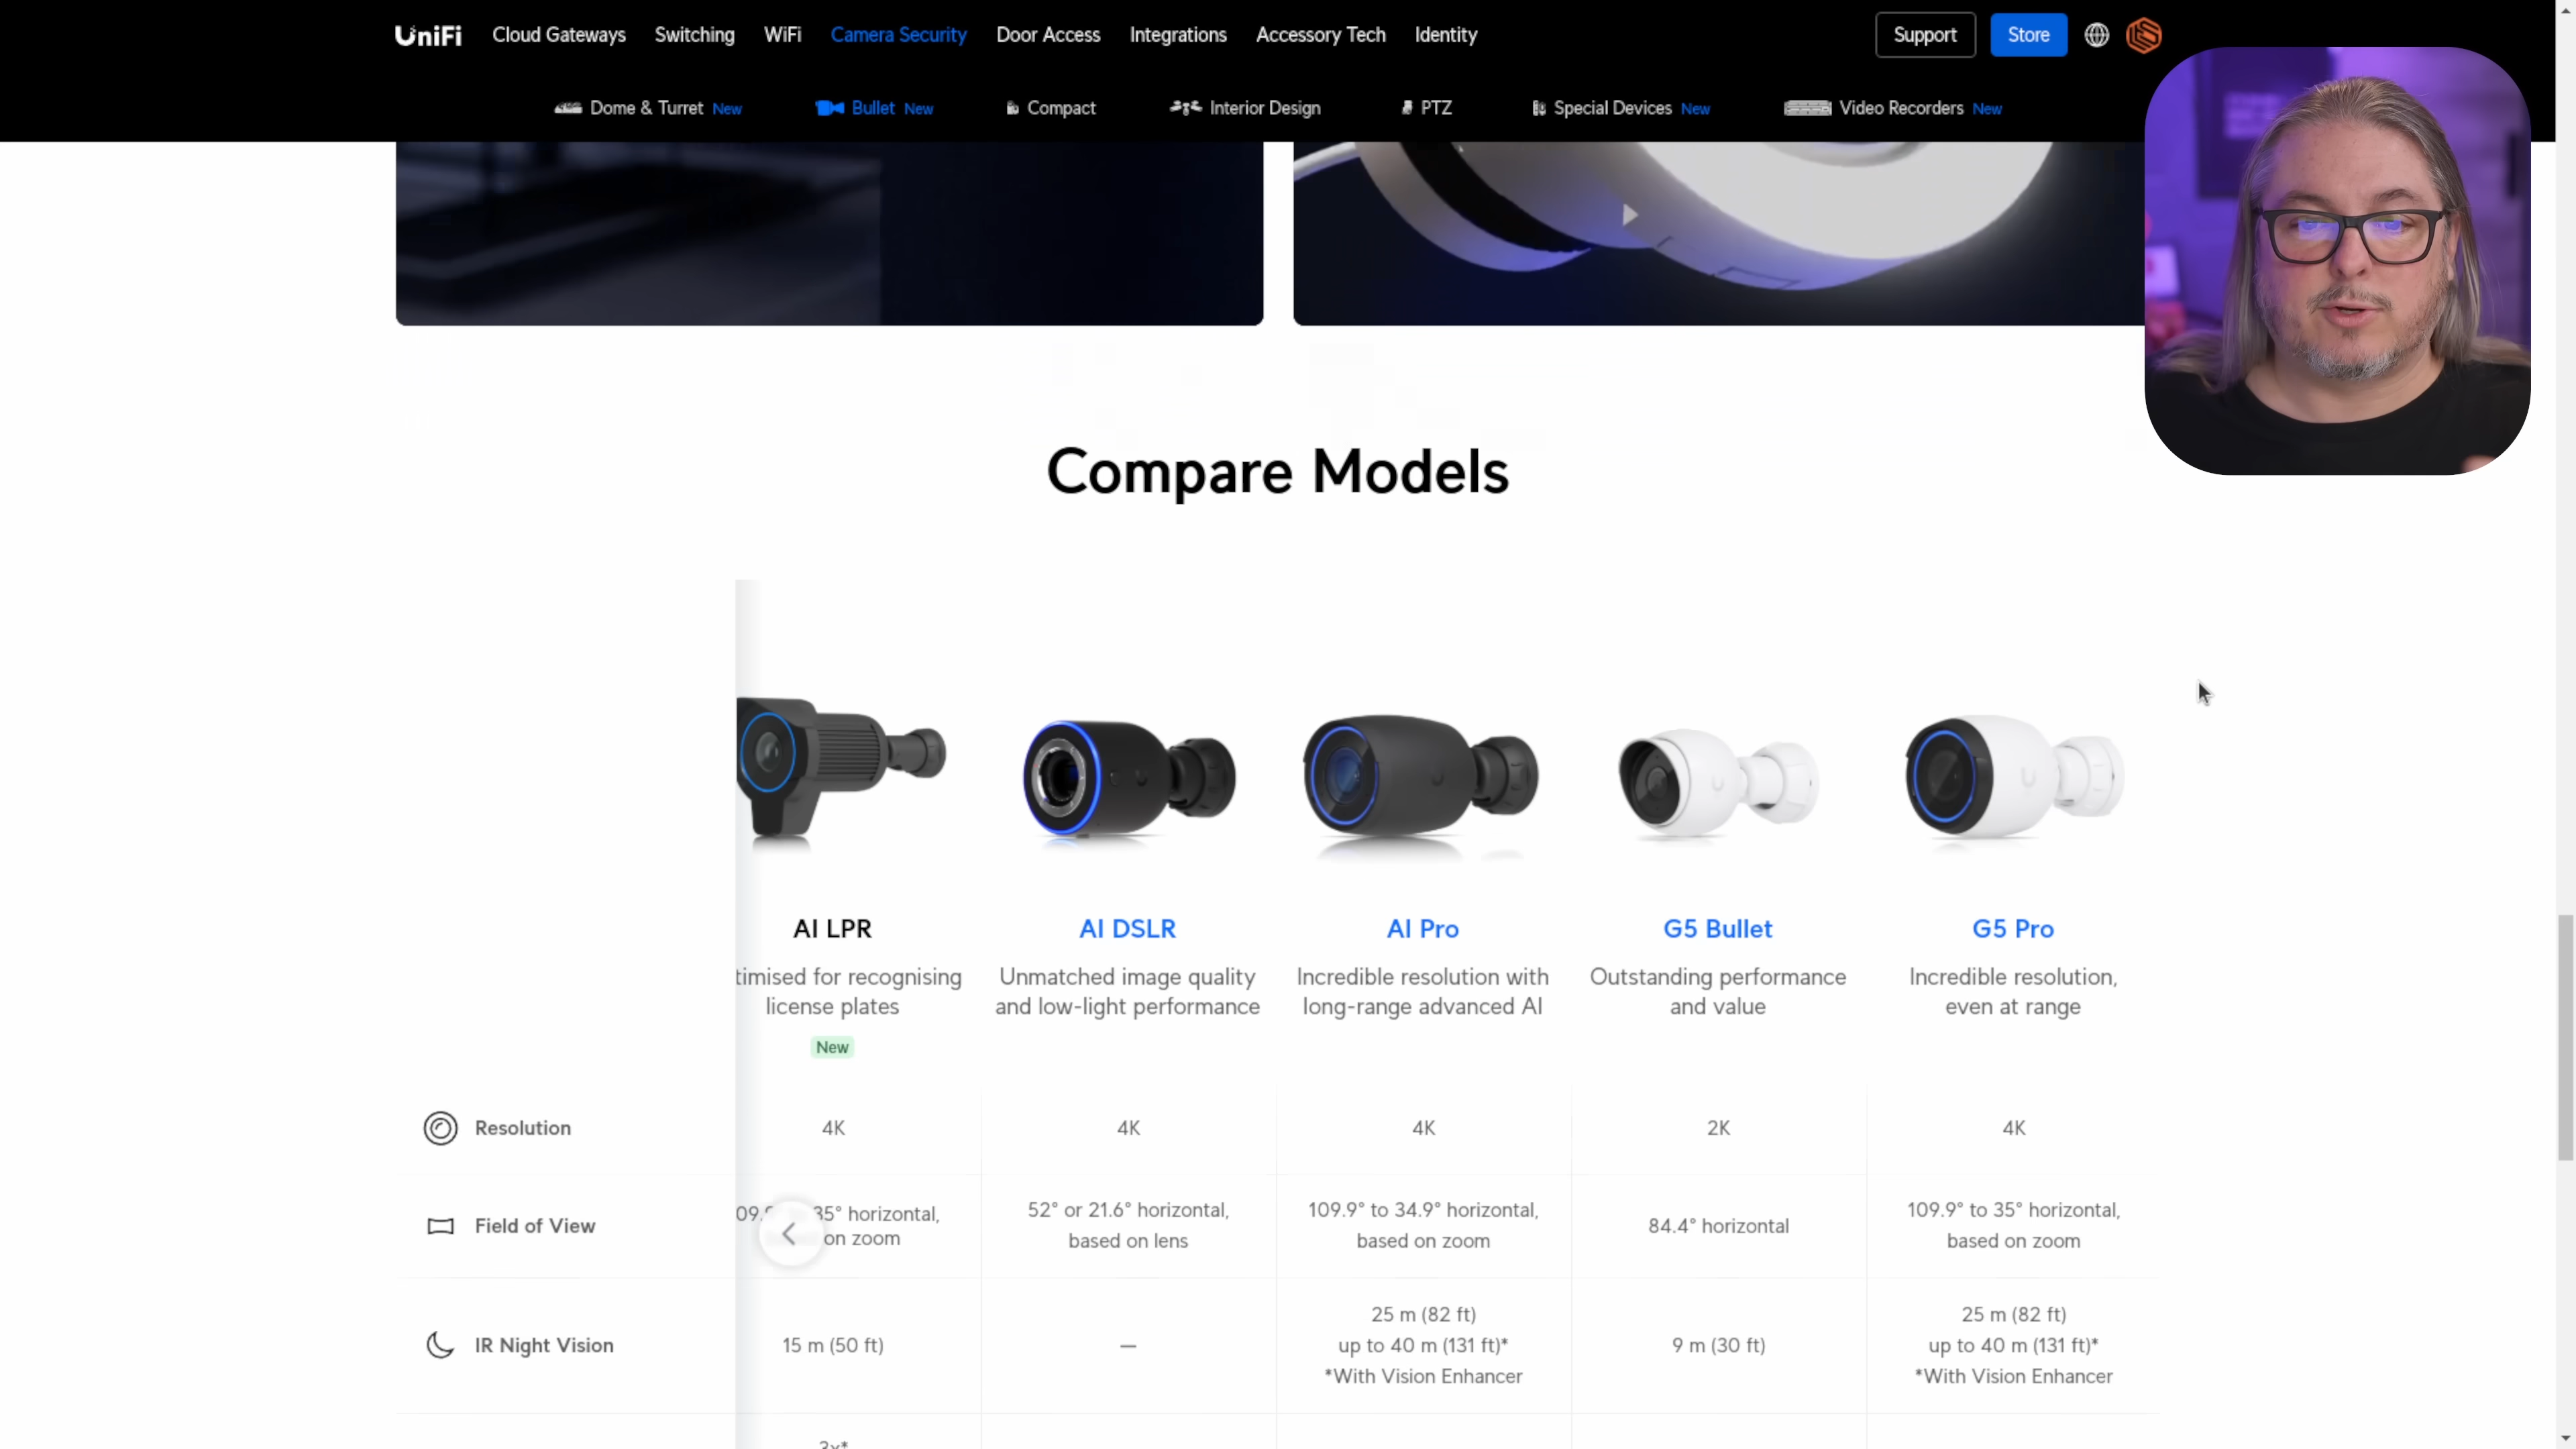 UniFi Cloud Gateways Switching WiFi Camera Security Door Access Integrations Accessory Tech Identity Support Store
Dome & Turret New Bullet New Compact Interior Design PTZ Special Devices New Video Recorders New
Compare Models
AI LPR AI DSLR AI Pro G5 Bullet G5 Pro
timised for recognising
license plates
New
Unmatched image quality
and low-light performance
Incredible resolution with
long-range advanced AI
Outstanding performance
and value
Incredible resolution,
even at range
Resolution 4K 4K 4K 2K 4K
Field of View
35° horizontal,
on zoom
52° or 21.6° horizontal,
based on lens
109.9° to 34.9° horizontal,
based on zoom
84.4° horizontal
109.9° to 35° horizontal,
based on zoom
IR Night Vision
15 m (50 ft)
—
25 m (82 ft)
up to 40 m (131 ft)*
*With Vision Enhancer
9 m (30 ft)
25 m (82 ft)
up to 40 m (131 ft)*
*With Vision Enhancer